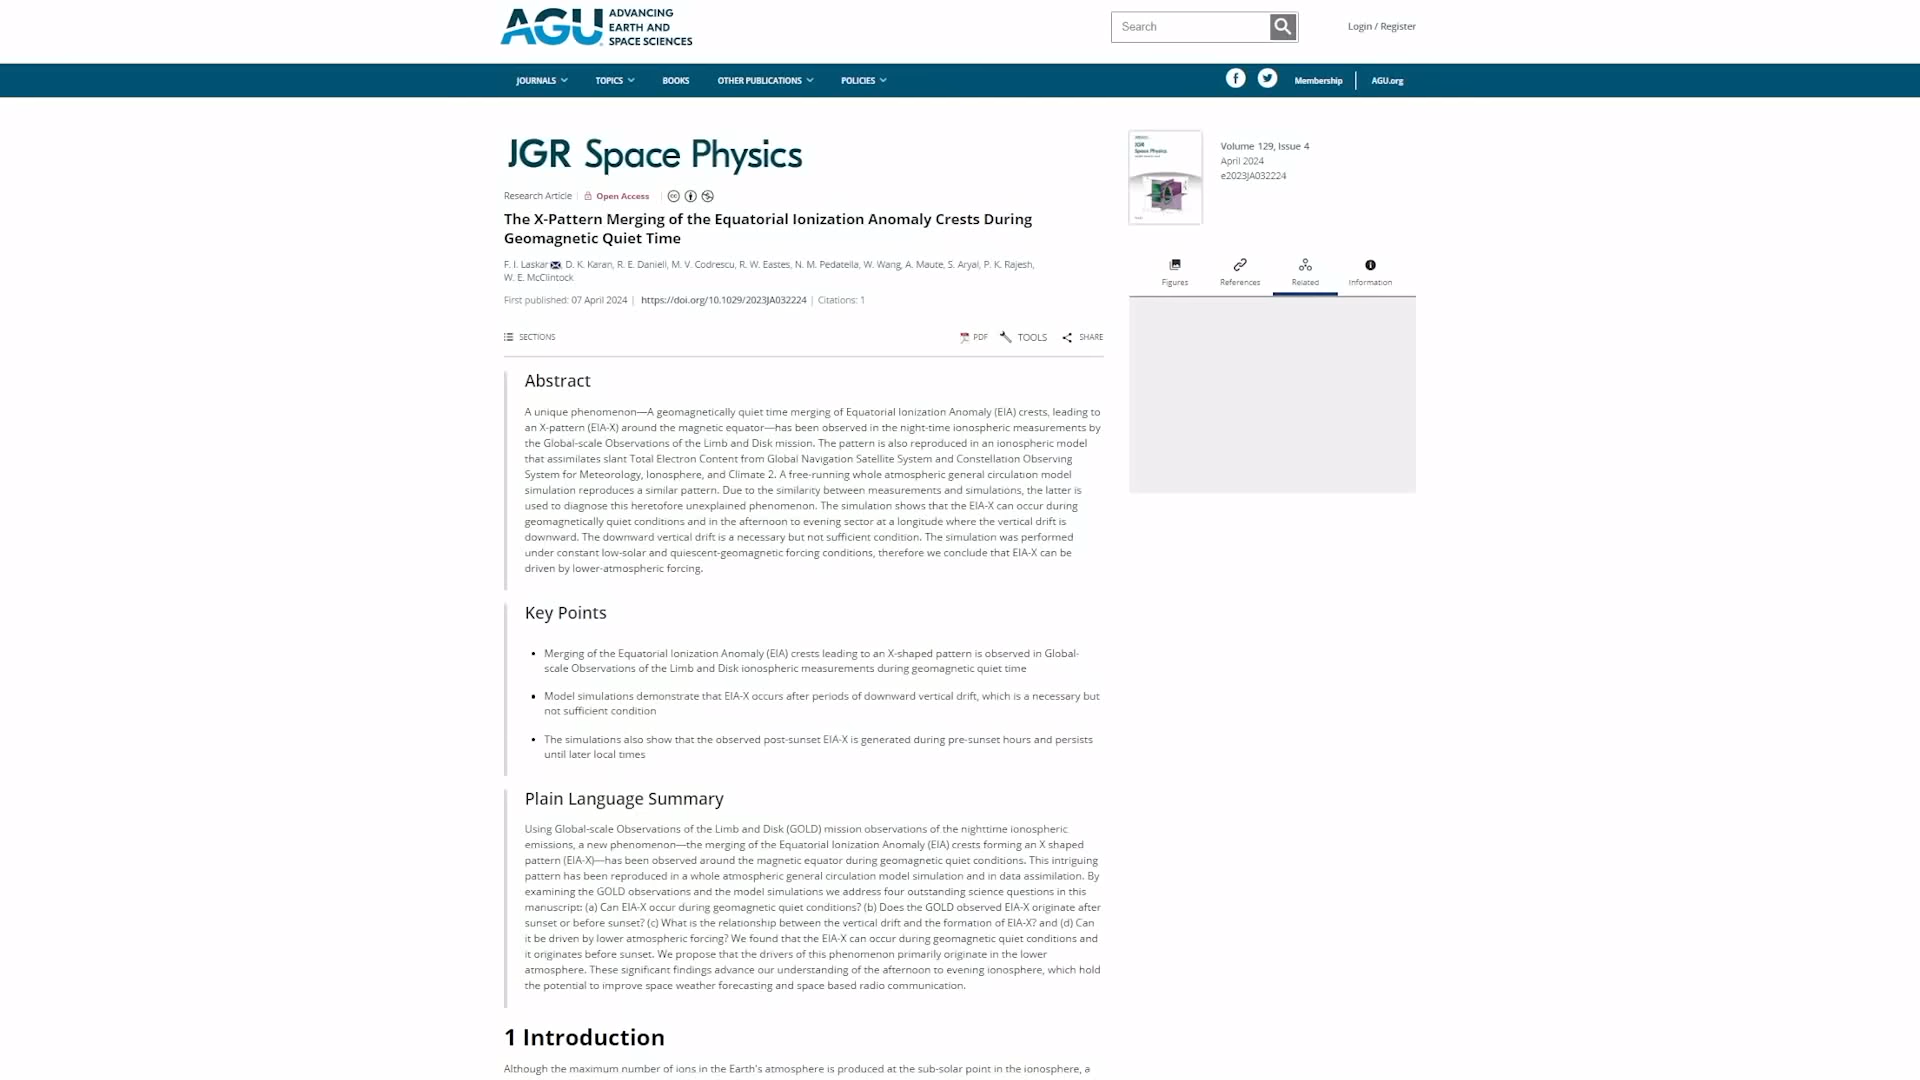 AGU ADVANCING
EARTH AND
SPACE SCIENCES
Search
Login / Register
JOURNALS
TOPICS
BOOKS
OTHER PUBLICATIONS
POLICIES
Membership
AGU.org
JGR Space Physics
Research Article
Open Access
The X-Pattern Merging of the Equatorial Ionization Anomaly Crests During
Geomagnetic Quiet Time
F. I. Laskar, D. K. Karan, R. E. Daniell, M. V. Codrescu, R. W. Eastes, N. M. Pedatella, W. Wang, A. Maute, S. Aryal, P. K. Rajesh,
W. E. McClintock
First published: 07 April 2024 | https://doi.org/10.1029/2023JA032224 | Citations: 1
SECTIONS
PDF
TOOLS
SHARE
Abstract
A unique phenomenon—A geomagnetically quiet time merging of Equatorial Ionization Anomaly (EIA) crests, leading to
an X-pattern (EIA-X) around the magnetic equator—has been observed in the night-time ionospheric measurements by
the Global-scale Observations of the Limb and Disk mission. The pattern is also reproduced in an ionospheric model
that assimilates slant Total Electron Content from Global Navigation Satellite System and Constellation Observing
System for Meteorology, Ionosphere, and Climate 2. A free-running whole atmospheric general circulation model
simulation reproduces a similar pattern. Due to the similarity between measurements and simulations, the latter is
used to diagnose this heretofore unexplained phenomenon. The simulation shows that the EIA-X can occur during
geomagnetically quiet conditions and in the afternoon to evening sector at a longitude where the vertical drift is
downward. The downward vertical drift is a necessary but not sufficient condition. The simulation was performed
under constant low-solar and quiescent-geomagnetic forcing conditions, therefore we conclude that EIA-X can be
driven by lower-atmospheric forcing.
Key Points
Merging of the Equatorial Ionization Anomaly (EIA) crests leading to an X-shaped pattern is observed in Global-
scale Observations of the Limb and Disk ionospheric measurements during geomagnetic quiet time
Model simulations demonstrate that EIA-X occurs after periods of downward vertical drift, which is a necessary but
not sufficient condition
The simulations also show that the observed post-sunset EIA-X is generated during pre-sunset hours and persists
until later local times
Plain Language Summary
Using Global-scale Observations of the Limb and Disk (GOLD) mission observations of the nighttime ionospheric
emissions, a new phenomenon—the merging of the Equatorial Ionization Anomaly (EIA) crests forming an X shaped
pattern (EIA-X)—has been observed around the magnetic equator during geomagnetic quiet conditions. This intriguing
pattern has been reproduced in a whole atmospheric general circulation model simulation and in data assimilation. By
examining the GOLD observations and the model simulations we address four outstanding science questions in this
manuscript: (a) Can EIA-X occur during geomagnetic quiet conditions? (b) Does the GOLD observed EIA-X originate after
sunset or before sunset? (c) What is the relationship between the vertical drift and the formation of EIA-X? and (d) Can
it be driven by lower atmospheric forcing? We found that the EIA-X can occur during geomagnetic quiet conditions and
it originates before sunset. We propose that the drivers of this phenomenon primarily originate in the lower
atmosphere. These significant findings advance our understanding of the afternoon to evening ionosphere, which hold
the potential to improve space weather forecasting and space based radio communication.
1 Introduction
Although the maximum number of ions in the Earth's atmosphere is produced at the sub-solar point in the ionosphere, a
JGR
Space Physics
Volume 129, Issue 4
April 2024
e2023JA032224
Figures
References
Related
Information